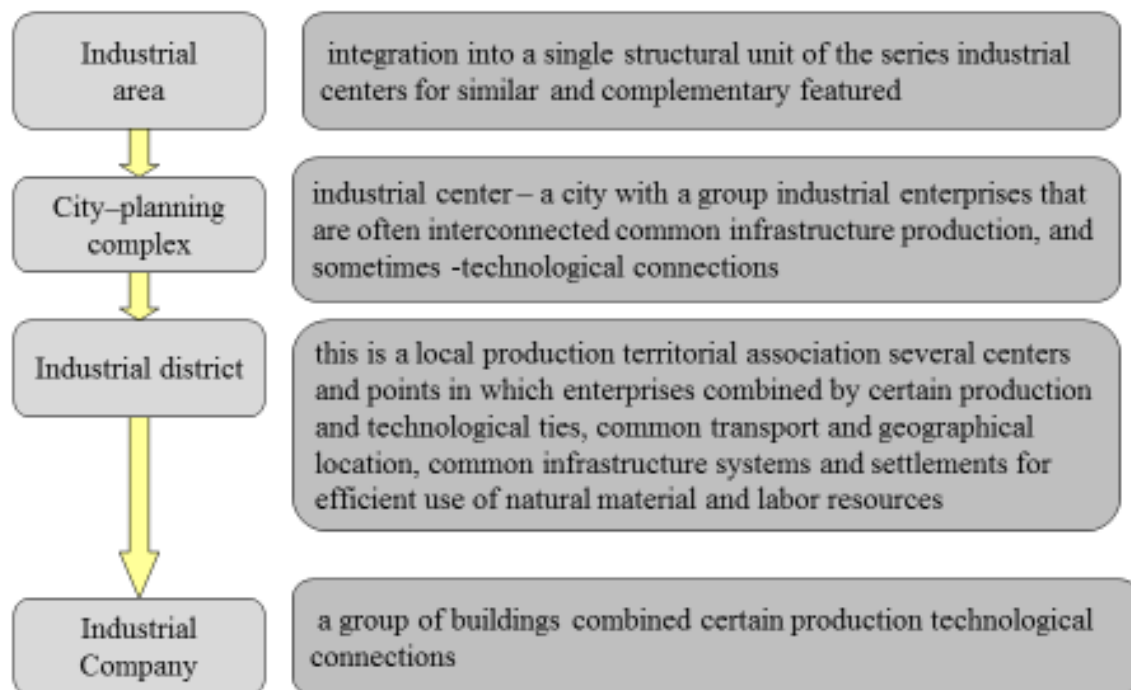 Industrial
area
integration into a single structural unit of the series industrial
centers for similar and complementary featured
City–planning
complex
industrial center – a city with a group industrial enterprises that
are often interconnected common infrastructure production, and
sometimes -technological connections
Industrial district
this is a local production territorial association several centers
and points in which enterprises combined by certain production
and technological ties, common transport and geographical
location, common infrastructure systems and settlements for
efficient use of natural material and labor resources
Industrial
Company
a group of buildings combined certain production technological
connections